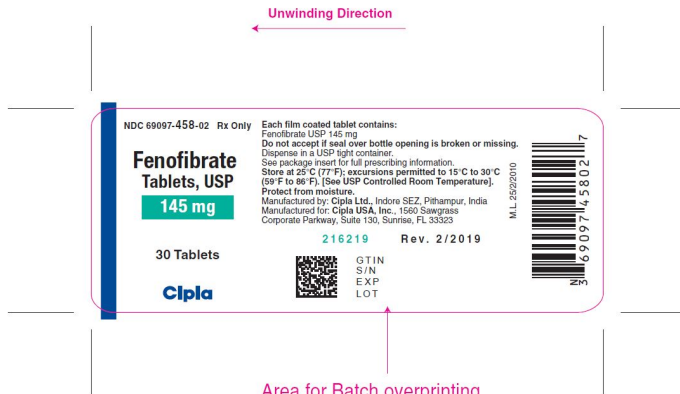 Unwinding Direction
NDC 69097-458-02 Rx Only
Fenofibrate
Tablets, USP
145 mg
30 Tablets
Cipla
Each film coated tablet contains:
Fenofibrate USP 145 mg
Do not accept if seal over bottle opening is broken or missing.
Dispense in a USP tight container.
See package insert for full prescribing information.
Store at 25°C (77°F); excursions permitted to 15°C to 30°C
(59°F to 86°F). [See USP Controlled Room Temperature].
Protect from moisture.
Manufactured by: Cipla Ltd., Indore SEZ, Pithampur, India
Manufactured for: Cipla USA, Inc., 1560 Sawgrass
Corporate Parkway, Suite 130, Sunrise, FL 33323
216219 Rev. 2/2019
GTIN
S/N
EXP
LOT
M.L. 25/2/2010
N
3 69097 45802 7
Area for Batch overprinting